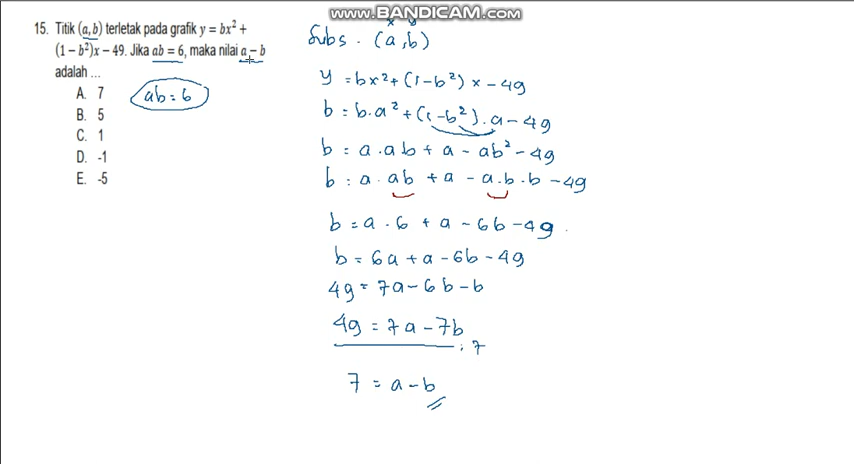 WWW.BANDICAM.COM
15. Titik (a,b) terletak pada grafik y = bx² +
(1 – b²)x – 49. Jika ab = 6, maka nilai a – b
adalah ...
A. 7
B. 5
C. 1
D. -1
E. -5
ab = 6
x y
Subs. (a,b)
y = bx² + (1-b²) x - 49
b = b.a² + (1-b²).a - 49
b = a.ab + a - ab² - 49
b = a.ab + a - a.b.b - 49
b = a.6 + a - 6b - 49.
b = 6a + a - 6b - 49
49 = 7a - 6b - b
49 = 7a - 7b
: 7
7 = a - b